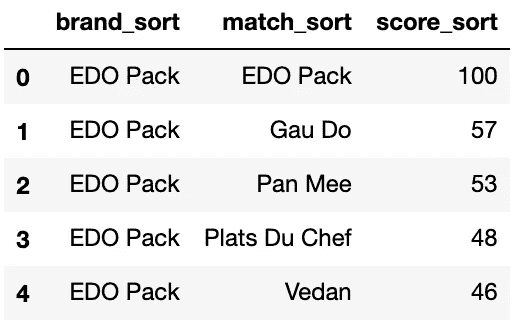 brand_sort match_sort score_sort
0 EDO Pack EDO Pack 100
1 EDO Pack Gau Do 57
2 EDO Pack Pan Mee 53
3 EDO Pack Plats Du Chef 48
4 EDO Pack Vedan 46